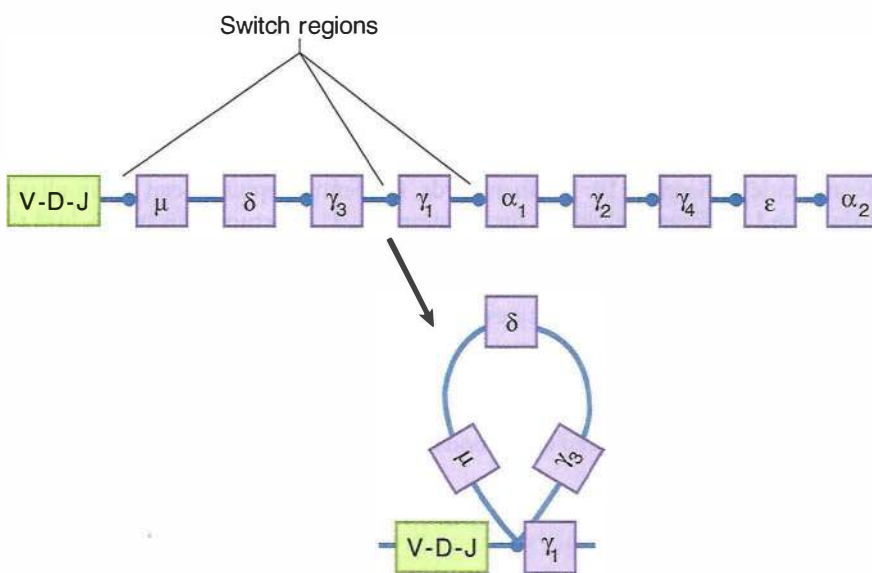 Switch regions
V-D-J μ δ γ3 γ1 α1 γ2 γ4 ε α2
δ
μ γ3
V-D-J γ1